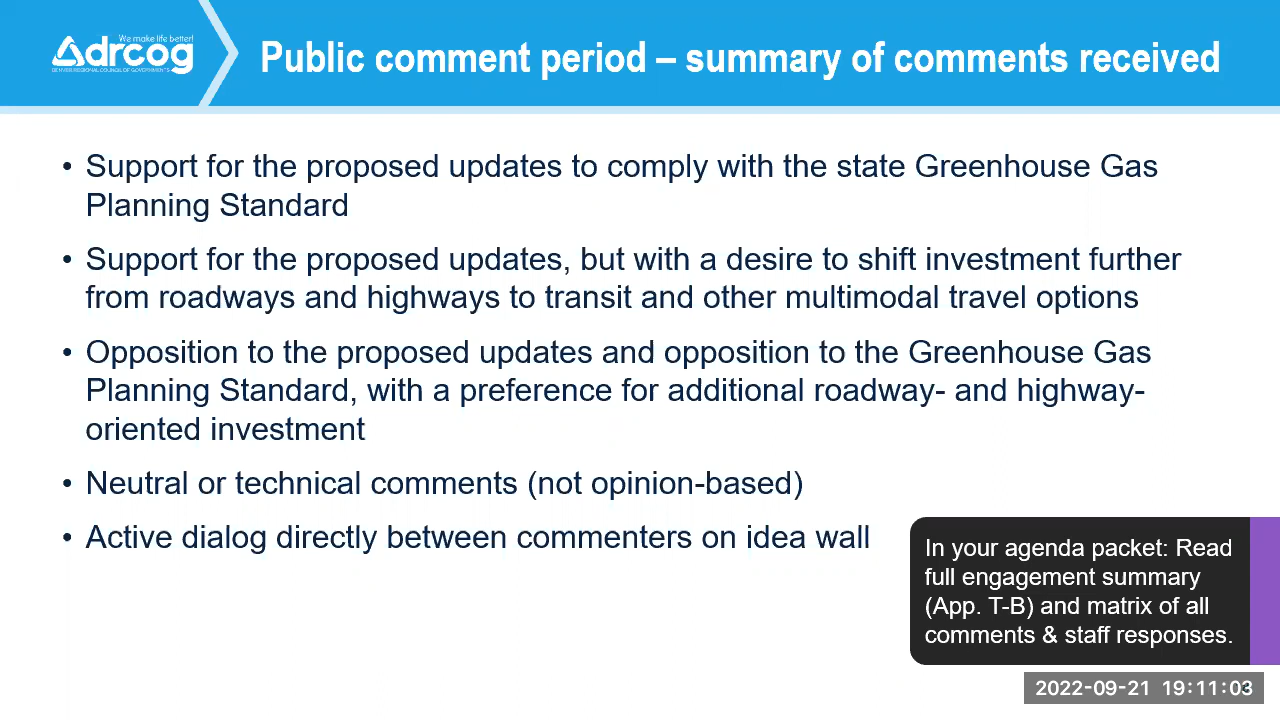 We make life better!
drcog
DENVER REGIONAL COUNCIL OF GOVERNMENTS
Public comment period – summary of comments received
• Support for the proposed updates to comply with the state Greenhouse Gas
Planning Standard
• Support for the proposed updates, but with a desire to shift investment further
from roadways and highways to transit and other multimodal travel options
• Opposition to the proposed updates and opposition to the Greenhouse Gas
Planning Standard, with a preference for additional roadway- and highway-
oriented investment
• Neutral or technical comments (not opinion-based)
• Active dialog directly between commenters on idea wall
In your agenda packet: Read
full engagement summary
(App. T-B) and matrix of all
comments & staff responses.
2022-09-21 19:11:03